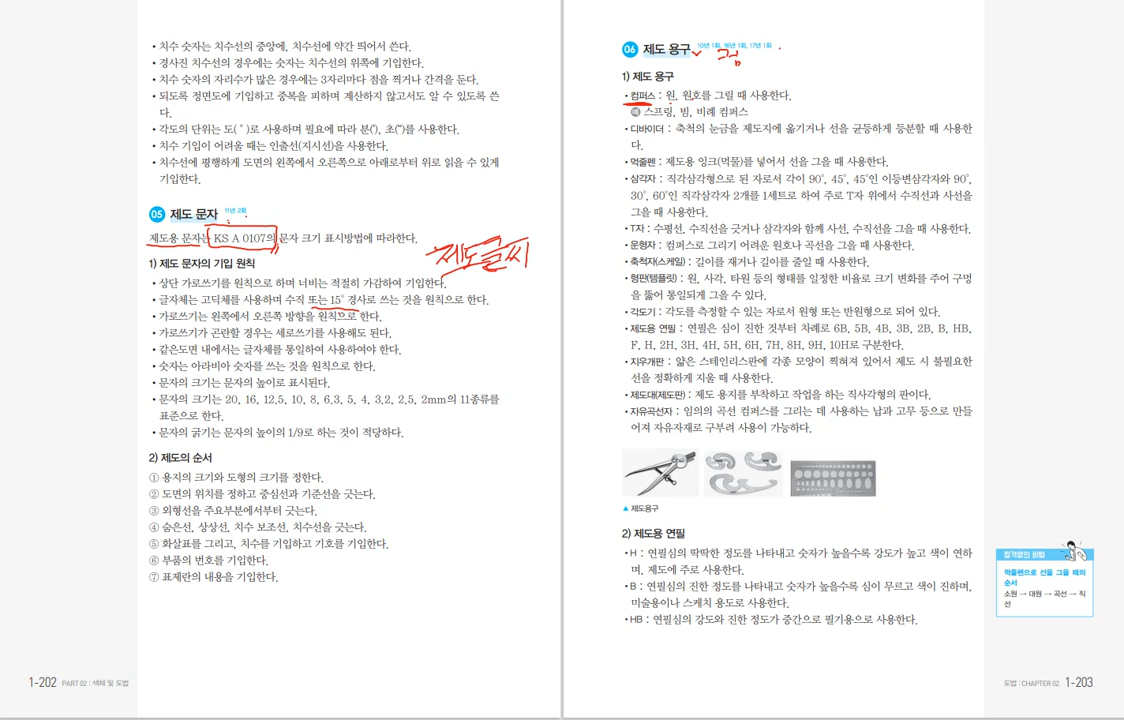 • 치수 숫자는 치수선의 중앙에, 치수선에 약간 띄어서 쓴다.
• 경사진 치수선의 경우에는 숫자는 치수선의 위쪽에 기입한다.
• 치수 숫자의 자리수가 많은 경우에는 3자리마다 점을 찍거나 간격을 둔다.
• 되도록 정면도에 기입하고 중복을 피하며 계산하지 않고서도 알 수 있도록 쓴
다.
• 각도의 단위는 도(°)로 사용하며 필요에 따라 분('), 초(")를 사용한다.
• 치수 기입이 어려울 때는 인출선(지시선)을 사용한다.
• 치수선에 평행하게 도면의 왼쪽에서 오른쪽으로 아래로부터 위로 읽을 수 있게
기입한다.
05 제도 문자 11년 2회
제도용 문자는 KS A 0107의 문자 크기 표시방법에 따라한다.
제도글씨
1) 제도 문자의 기입 원칙
• 상단 가로쓰기를 원칙으로 하며 너비는 적절히 가감하여 기입한다.
• 글자체는 고딕체를 사용하며 수직 또는 15° 경사로 쓰는 것을 원칙으로 한다.
• 가로쓰기는 왼쪽에서 오른쪽 방향을 원칙으로 한다.
• 가로쓰기가 곤란할 경우는 세로쓰기를 사용해도 된다.
• 같은도면 내에서는 글자체를 통일하여 사용하여야 한다.
• 숫자는 아라비아 숫자를 쓰는 것을 원칙으로 한다.
• 문자의 크기는 문자의 높이로 표시된다.
• 문자의 크기는 20, 16, 12.5, 10, 8, 6.3, 5, 4, 3.2, 2.5, 2mm의 11종류를
표준으로 한다.
• 문자의 굵기는 문자의 높이의 1/9로 하는 것이 적당하다.
2) 제도의 순서
① 용지의 크기와 도형의 크기를 정한다.
② 도면의 위치를 정하고 중심선과 기준선을 긋는다.
③ 외형선을 주요부분에서부터 긋는다.
④ 숨은선, 상상선, 치수 보조선, 치수선을 긋는다.
⑤ 화살표를 그리고, 치수를 기입하고 기호를 기입한다.
⑥ 부품의 번호를 기입한다.
⑦ 표제란의 내용을 기입한다.
1-202 PART 02 : 색채 및 도법
06 제도 용구 10년 1회, 16년 1회, 17년 1회
1) 제도 용구
• 컴퍼스 : 원, 원호를 그릴 때 사용한다.
예 스프링, 빔, 비례 컴퍼스
• 디바이더 : 축척의 눈금을 제도지에 옮기거나 선을 균등하게 등분할 때 사용한
다.
• 먹줄펜 : 제도용 잉크(먹물)를 넣어서 선을 그을 때 사용한다.
• 삼각자 : 직각삼각형으로 된 자로서 각이 90°, 45°, 45°인 이등변삼각자와 90°,
30°, 60°인 직각삼각자 2개를 1세트로 하여 주로 T자 위에서 수직선과 사선을
그을 때 사용한다.
• T자 : 수평선, 수직선을 긋거나 삼각자와 함께 사선, 수직선을 그을 때 사용한다.
• 운형자 : 컴퍼스로 그리기 어려운 원호나 곡선을 그을 때 사용한다.
• 축척자(스케일) : 길이를 재거나 길이를 줄일 때 사용한다.
• 형판(템플릿) : 원, 사각, 타원 등의 형태를 일정한 비율로 크기 변화를 주어 구멍
을 뚫어 통일되게 그을 수 있다.
• 각도기 : 각도를 측정할 수 있는 자로서 원형 또는 반원형으로 되어 있다.
• 제도용 연필 : 연필은 심이 진한 것부터 차례로 6B, 5B, 4B, 3B, 2B, B, HB,
F, H, 2H, 3H, 4H, 5H, 6H, 7H, 8H, 9H, 10H로 구분한다.
• 지우개판 : 얇은 스테인리스판에 각종 모양이 찍혀져 있어서 제도 시 불필요한
선을 정확하게 지울 때 사용한다.
• 제도대(제도판) : 제도 용지를 부착하고 작업을 하는 직사각형의 판이다.
• 자유곡선자 : 임의의 곡선 컴퍼스를 그리는 데 사용하는 납과 고무 등으로 만들
어져 자유자재로 구부려 사용이 가능하다.
▲ 제도용구
2) 제도용 연필
• H : 연필심의 딱딱한 정도를 나타내고 숫자가 높을수록 강도가 높고 색이 연하
며, 제도에 주로 사용한다.
• B : 연필심의 진한 정도를 나타내고 숫자가 높을수록 심이 무르고 색이 진하며,
미술용이나 스케치 용도로 사용한다.
• HB : 연필심의 강도와 진한 정도가 중간으로 필기용으로 사용한다.
합격생의 비법
먹줄펜으로 선을 그을 때의
순서
소원 → 대원 → 곡선 → 직
선
도법 : CHAPTER 02 1-203